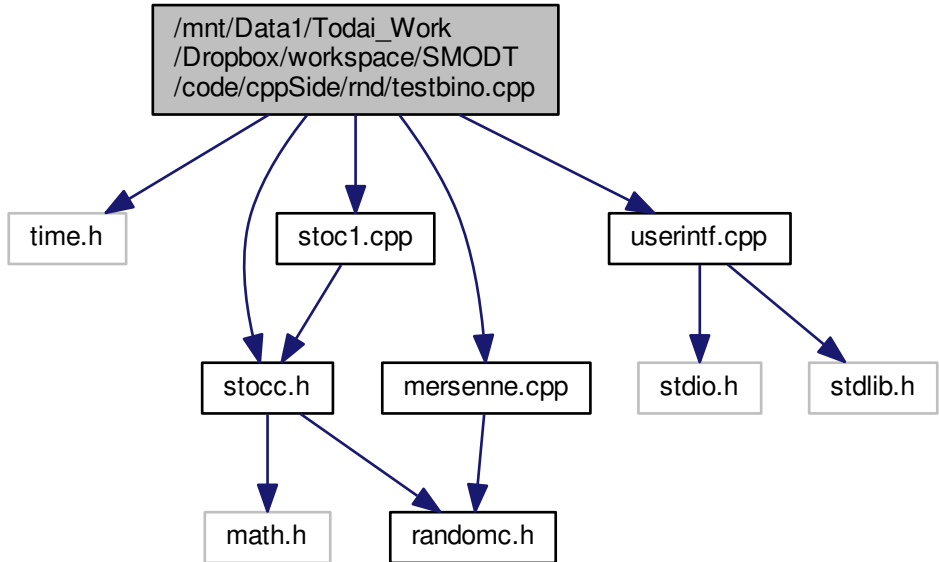 /mnt/Data1/Todai_Work
/Dropbox/workspace/SMODT
/code/cppSide/rnd/testbino.cpp
time.h
stoc1.cpp
userintf.cpp
stocc.h
mersenne.cpp
stdio.h
stdlib.h
math.h
randomc.h